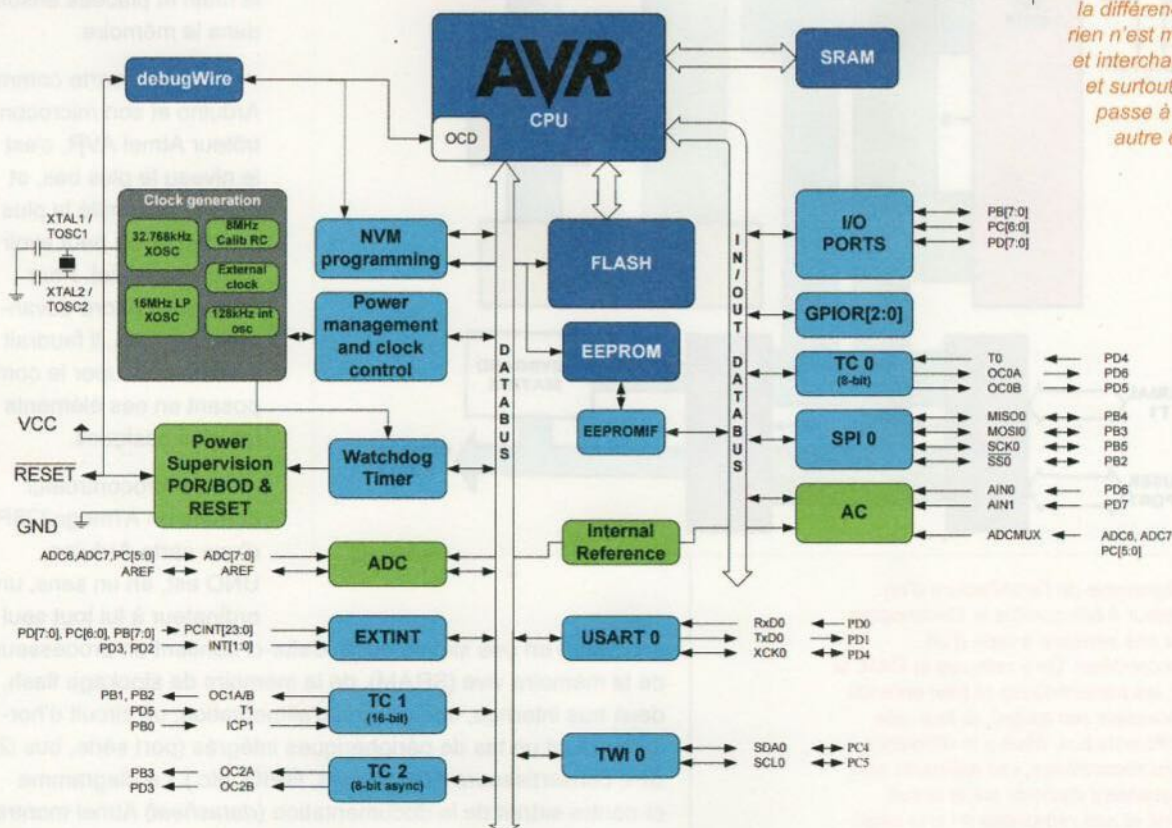 la différen
rien n'est m
et intercha
et surtout
passe à
autre
debugWire
AVR
CPU
OCD
SRAM
Clock generation
XTAL1 /
TOSC1
32.768kHz
XOSC
8MHz
Calib RC
External
clock
XTAL2 /
TOSC2
16MHz LP
XOSC
128kHz int
osc
NVM
programming
Power
management
and clock
control
FLASH
EEPROM
EEPROMIF
DATABUS
IN/OUT DATABUS
I/O
PORTS
PB[7:0]
PC[6:0]
PD[7:0]
GPIOR[2:0]
TC 0
(8-bit)
T0 PD4
OC0A PD6
OC0B PD5
SPI 0
MISO0 PB4
MOSI0 PB3
SCK0 PB5
SS0 PB2
AC
AIN0 PD6
AIN1 PD7
ADCMUX ADC6, ADC7
PC[5:0]
VCC
RESET
GND
Power
Supervision
POR/BOD &
RESET
Watchdog
Timer
Internal
Reference
ADC6,ADC7,PC[5:0] ADC[7:0]
AREF AREF
ADC
PD[7:0], PC[6:0], PB[7:0] PCINT[23:0]
PD3, PD2 INT[1:0]
EXTINT
USART 0
RxD0 PD0
TxD0 PD1
XCK0 PD4
PB1, PB2 OC1A/B
PD5 T1
PB0 ICP1
TC 1
(16-bit)
TWI 0
SDA0 PC4
SCL0 PC5
PB3 OC2A
PD3 OC2B
TC 2
(8-bit async)